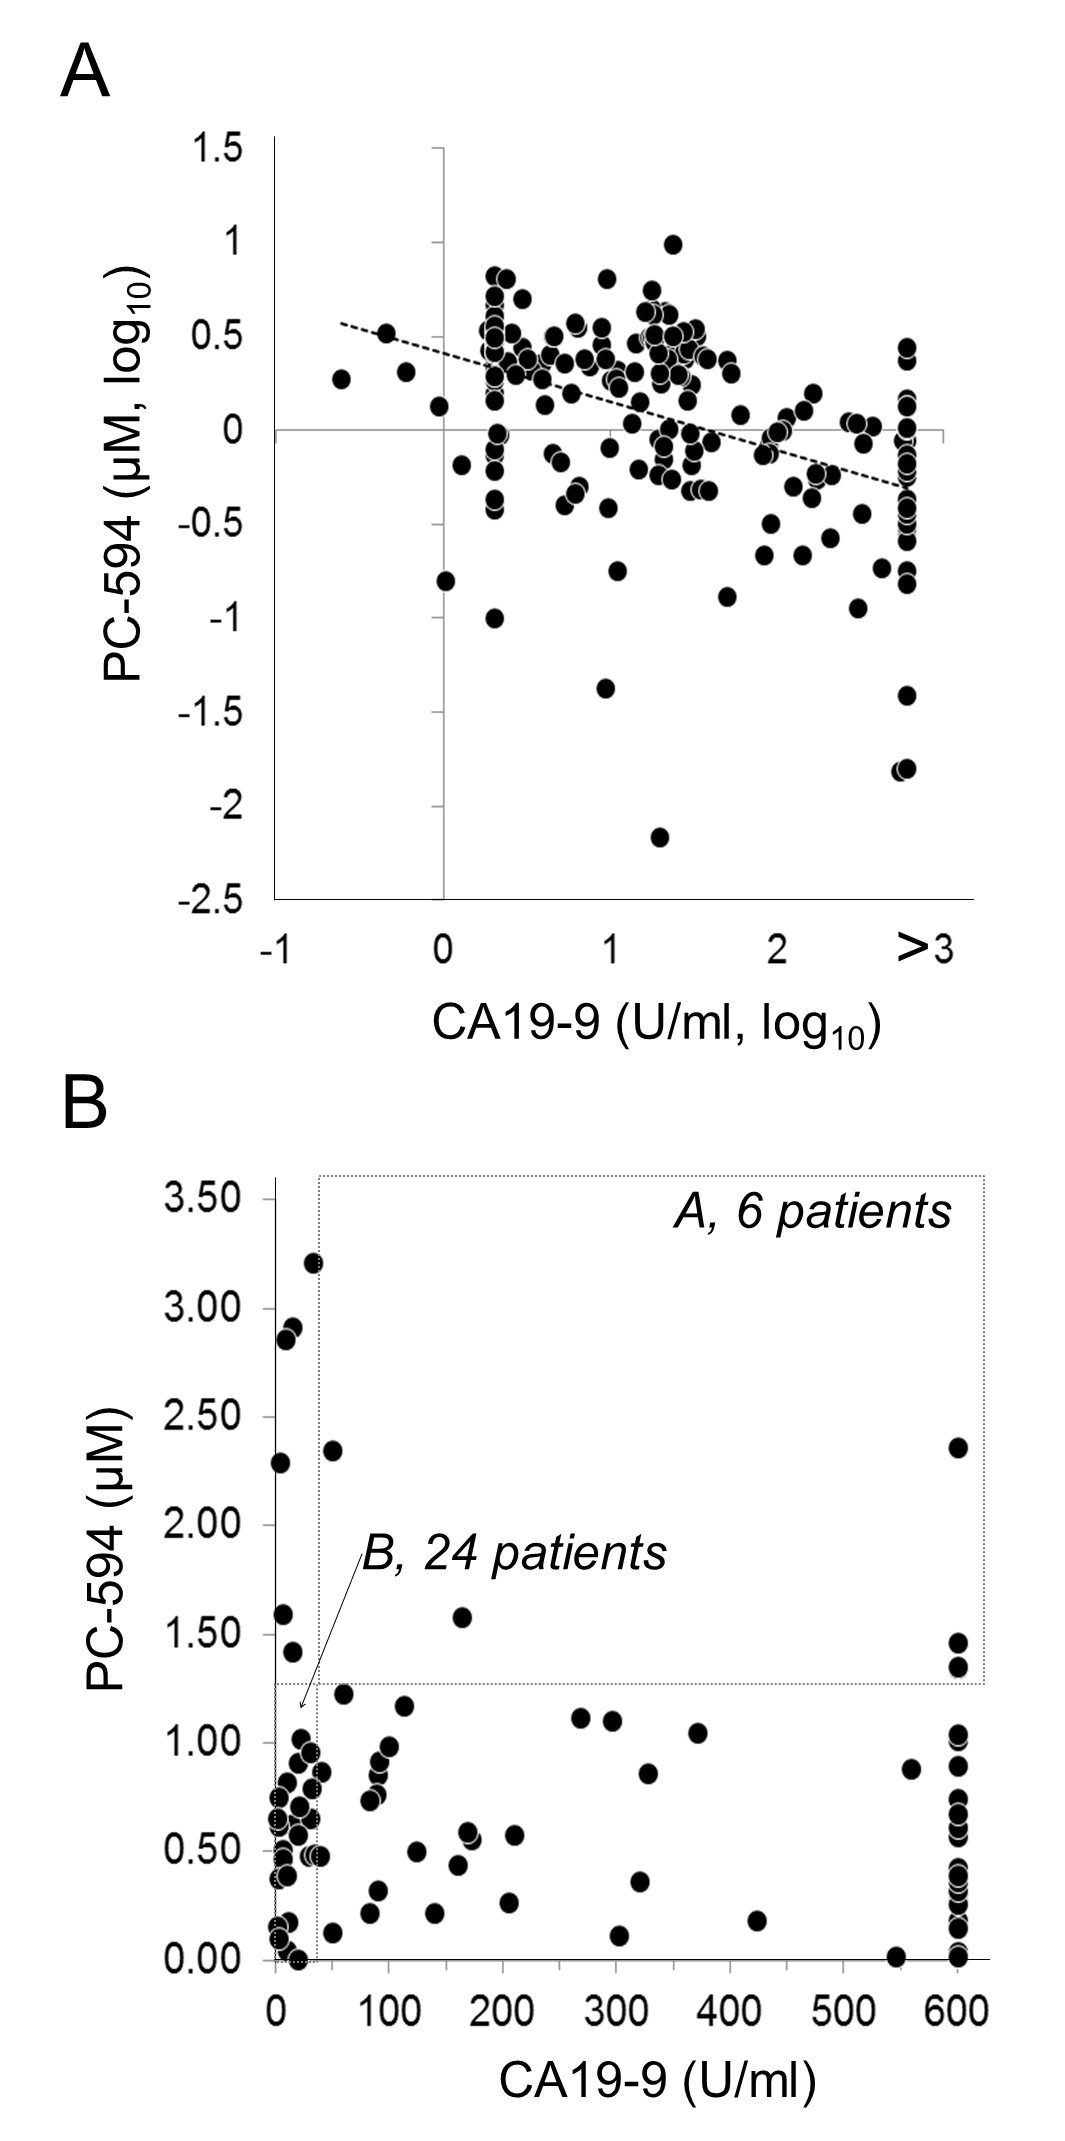 A
1.5
1
0.5
0
-0.5
-1
-1.5
-2
-2.5
PC-594 (µM, log10)
-1 0 1 2 >3
CA19-9 (U/ml, log10)
B
3.50
3.00
2.50
2.00
1.50
1.00
0.50
0.00
PC-594 (µM)
A, 6 patients
B, 24 patients
0 100 200 300 400 500 600
CA19-9 (U/ml)